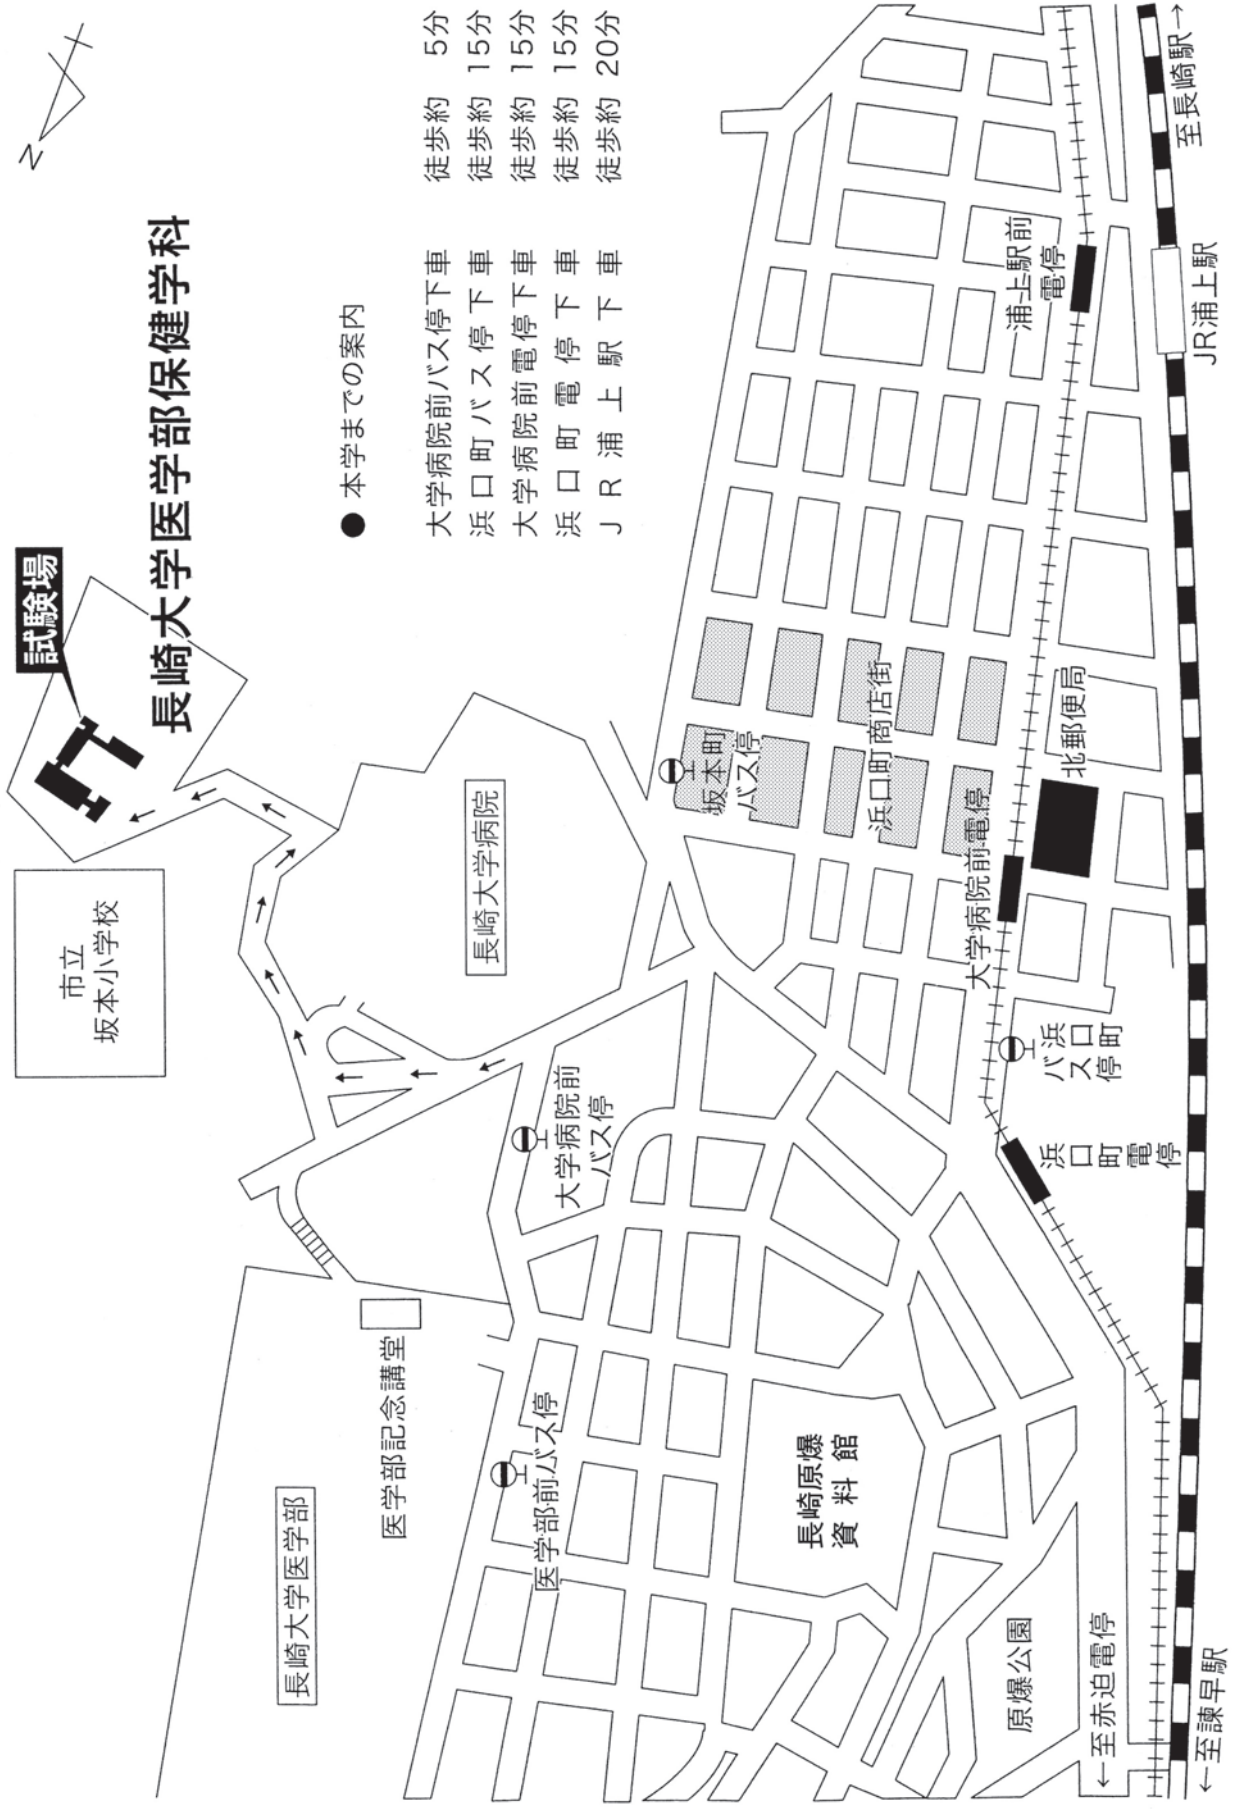 長崎大学医学部保健学科
試験場
N
● 本学までの案内
大学病院前バス停下車 徒歩約 5分
浜口町バス停下車 徒歩約 15分
大学病院前電停下車 徒歩約 15分
浜口町電停下車 徒歩約 15分
JR浦上駅下車 徒歩約 20分
市立
坂本小学校
長崎大学病院
長崎大学医学部
医学部記念講堂
大学病院前
バス停
医学部前バス停
坂本町
バス停
浜口町商店街
長崎原爆
資料館
大学病院前電停
浦上駅前
電停
北郵便局
浜口町
バス停
浜口町電停
原爆公園
←至赤迫電停
←至諫早駅
JR浦上駅
至長崎駅→